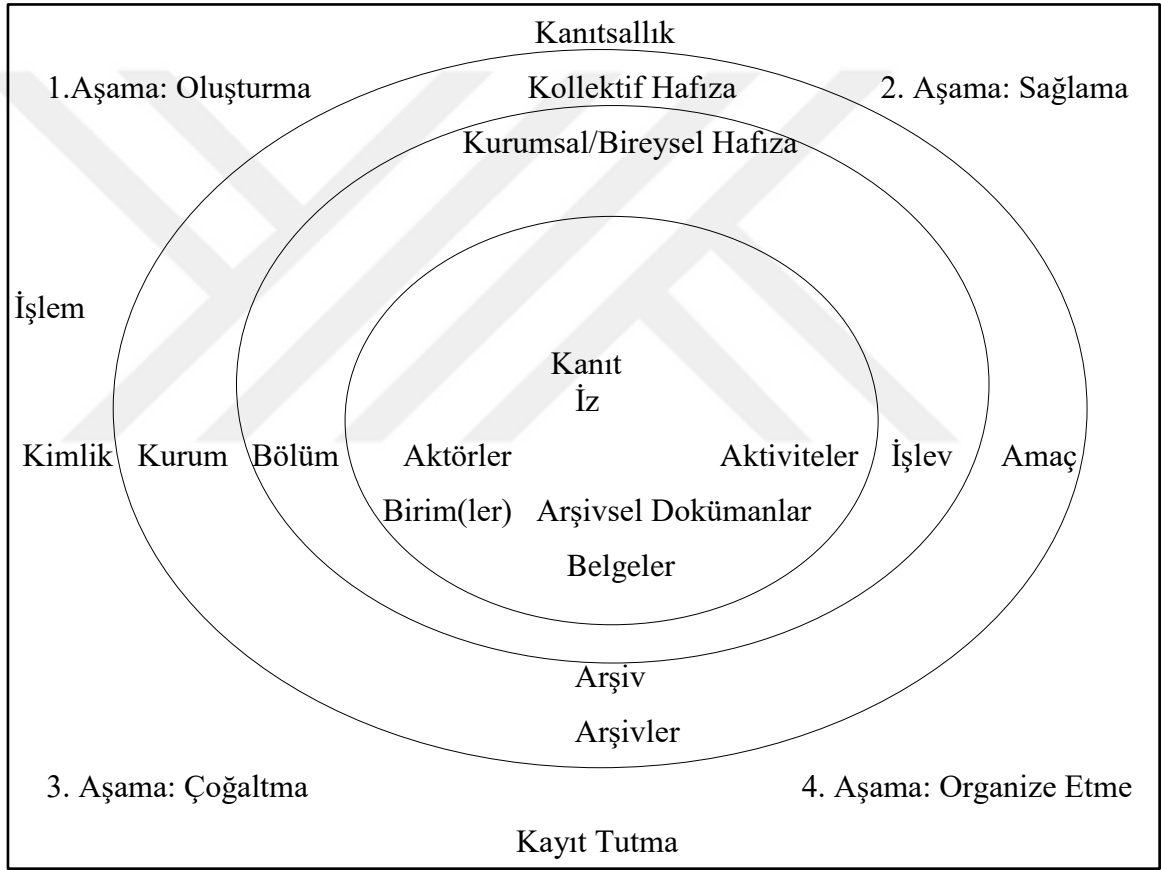 Kanıtsallık
1.Aşama: Oluşturma
Kollektif Hafıza
2. Aşama: Sağlama
Kurumsal/Bireysel Hafıza
İşlem
Kanıt
İz
Kimlik Kurum Bölüm Aktörler Aktiviteler İşlev Amaç
Birim(ler) Arşivsel Dokümanlar
Belgeler
Arşiv
Arşivler
3. Aşama: Çoğaltma
4. Aşama: Organize Etme
Kayıt Tutma